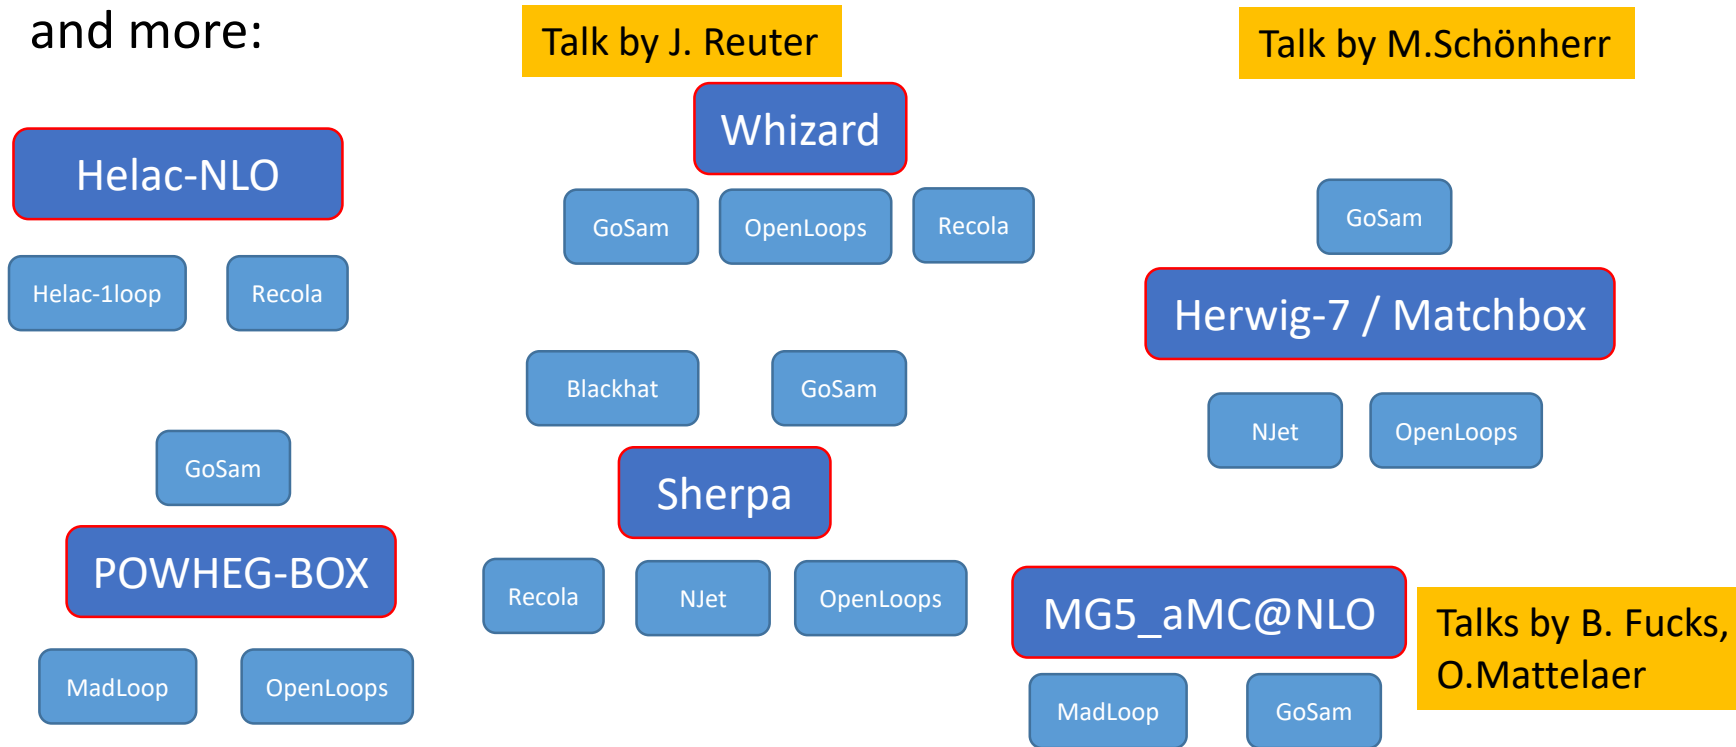 and more:
Talk by J. Reuter
Talk by M.Schönherr
Whizard
Helac-NLO
GoSam
OpenLoops
Recola
GoSam
Helac-1loop
Recola
Herwig-7 / Matchbox
Blackhat
GoSam
NJet
OpenLoops
GoSam
Sherpa
POWHEG-BOX
Recola
NJet
OpenLoops
MG5_aMC@NLO
Talks by B. Fucks,
O.Mattelaer
MadLoop
OpenLoops
MadLoop
GoSam